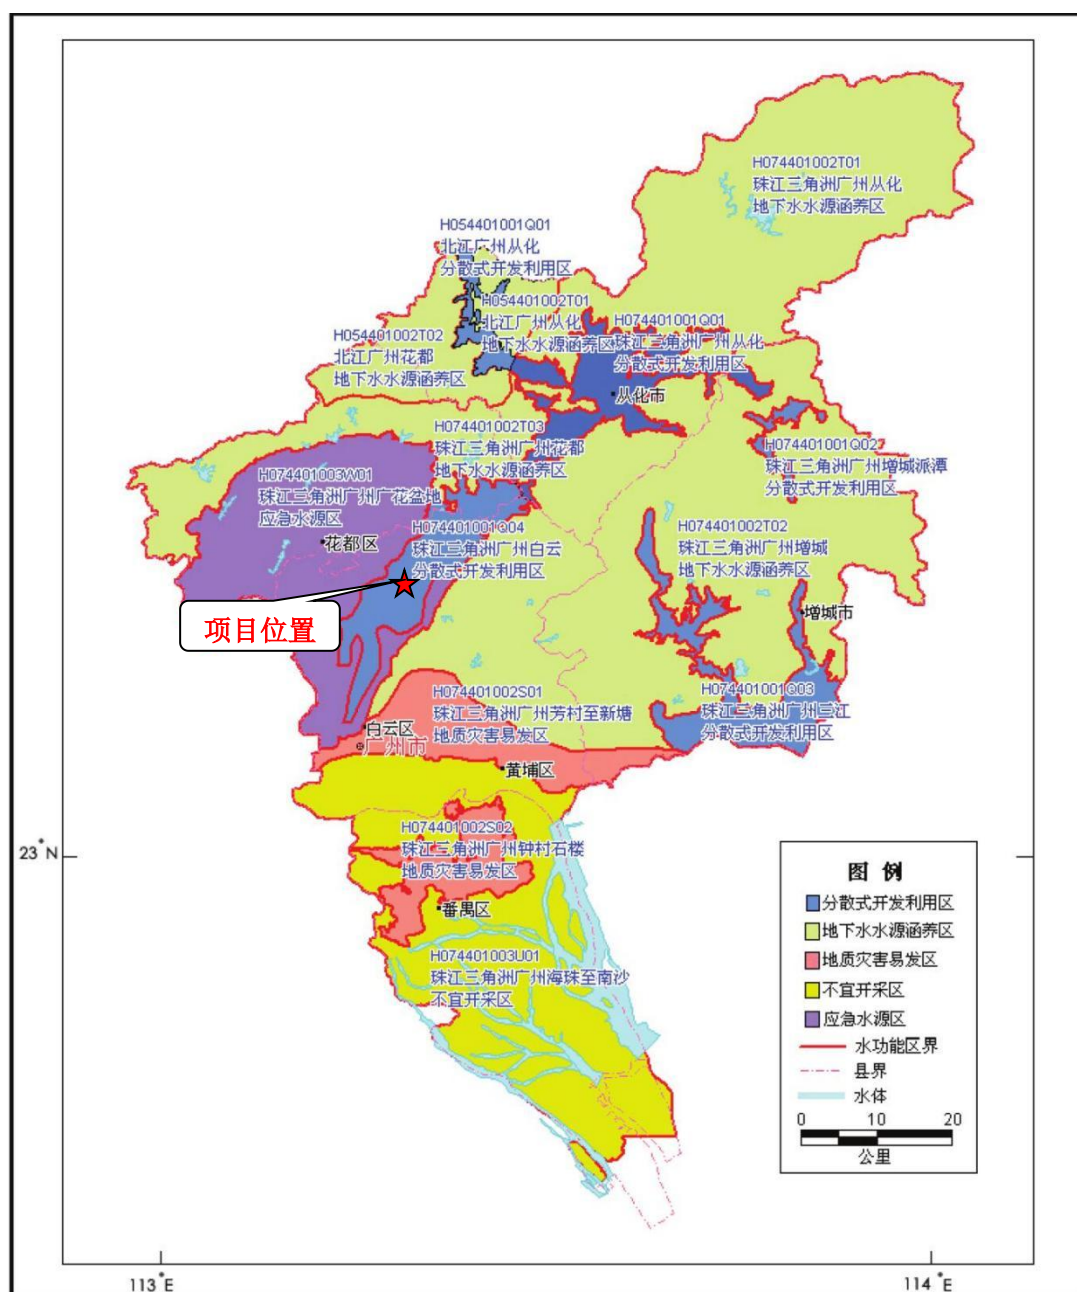 H074401002T01
珠江三角洲广州从化
地下水水源涵养区
H054401001Q01
北江广州从化
分散式开发利用区
H054401002T01
北江广州从化
地下水水源涵养区
H074401001Q01
珠江三角洲广州从化
分散式开发利用区
H054401002T02
北江广州花都
地下水水源涵养区
从化市
H074401002T03
珠江三角洲广州花都
地下水水源涵养区
H074401001Q02
珠江三角洲广州增城派潭
分散式开发利用区
H074401003W01
珠江三角洲广州广花盆地
应急水源区
花都区
H074401001Q04
珠江三角洲广州白云
分散式开发利用区
H074401002T02
珠江三角洲广州增城
地下水水源涵养区
项目位置
增城市
H074401002S01
珠江三角洲广州芳村至新塘
地质灾害易发区
H074401001Q03
珠江三角洲广州三江
分散式开发利用区
白云区
广州市
黄埔区
H074401002S02
珠江三角洲广州钟村石楼
地质灾害易发区
23°N
番禺区
H074401003U01
珠江三角洲广州海珠至南沙
不宜开采区
图 例
分散式开发利用区
地下水水源涵养区
地质灾害易发区
不宜开采区
应急水源区
水功能区界
县界
水体
0 10 20
公里
113°E
114°E